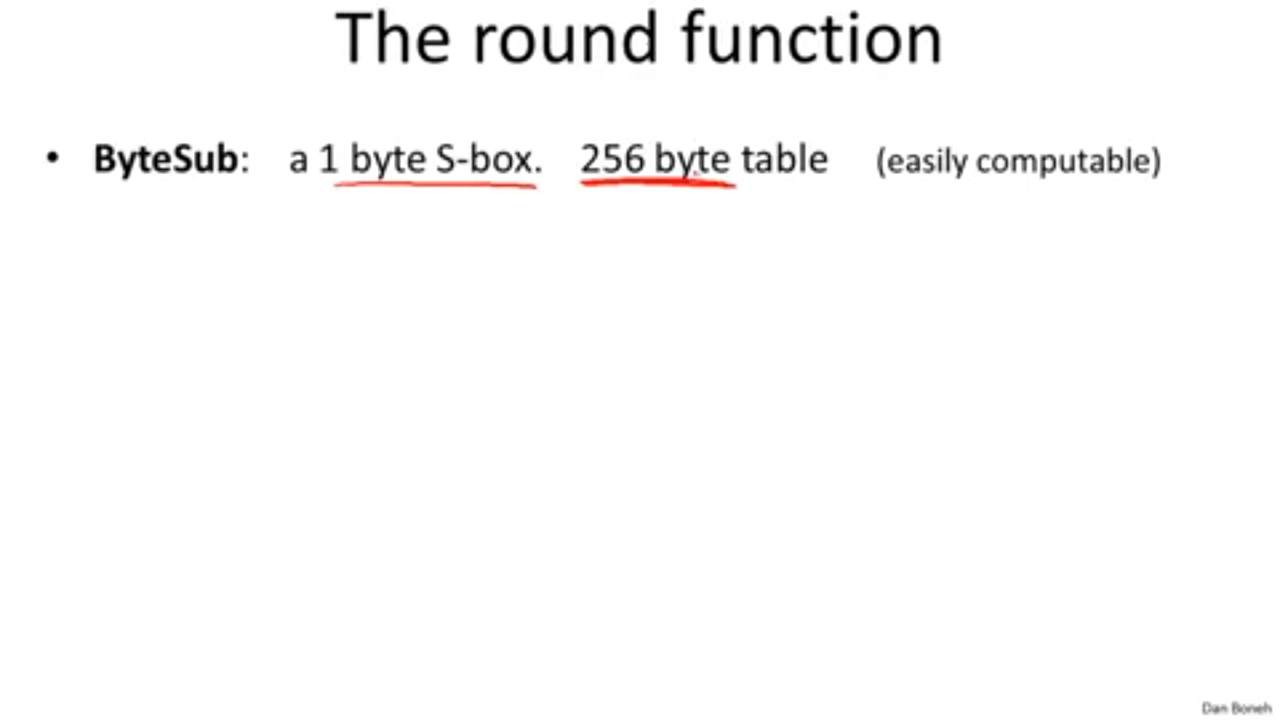 The round function
• ByteSub: a 1 byte S-box. 256 byte table (easily computable)
Dan Boneh